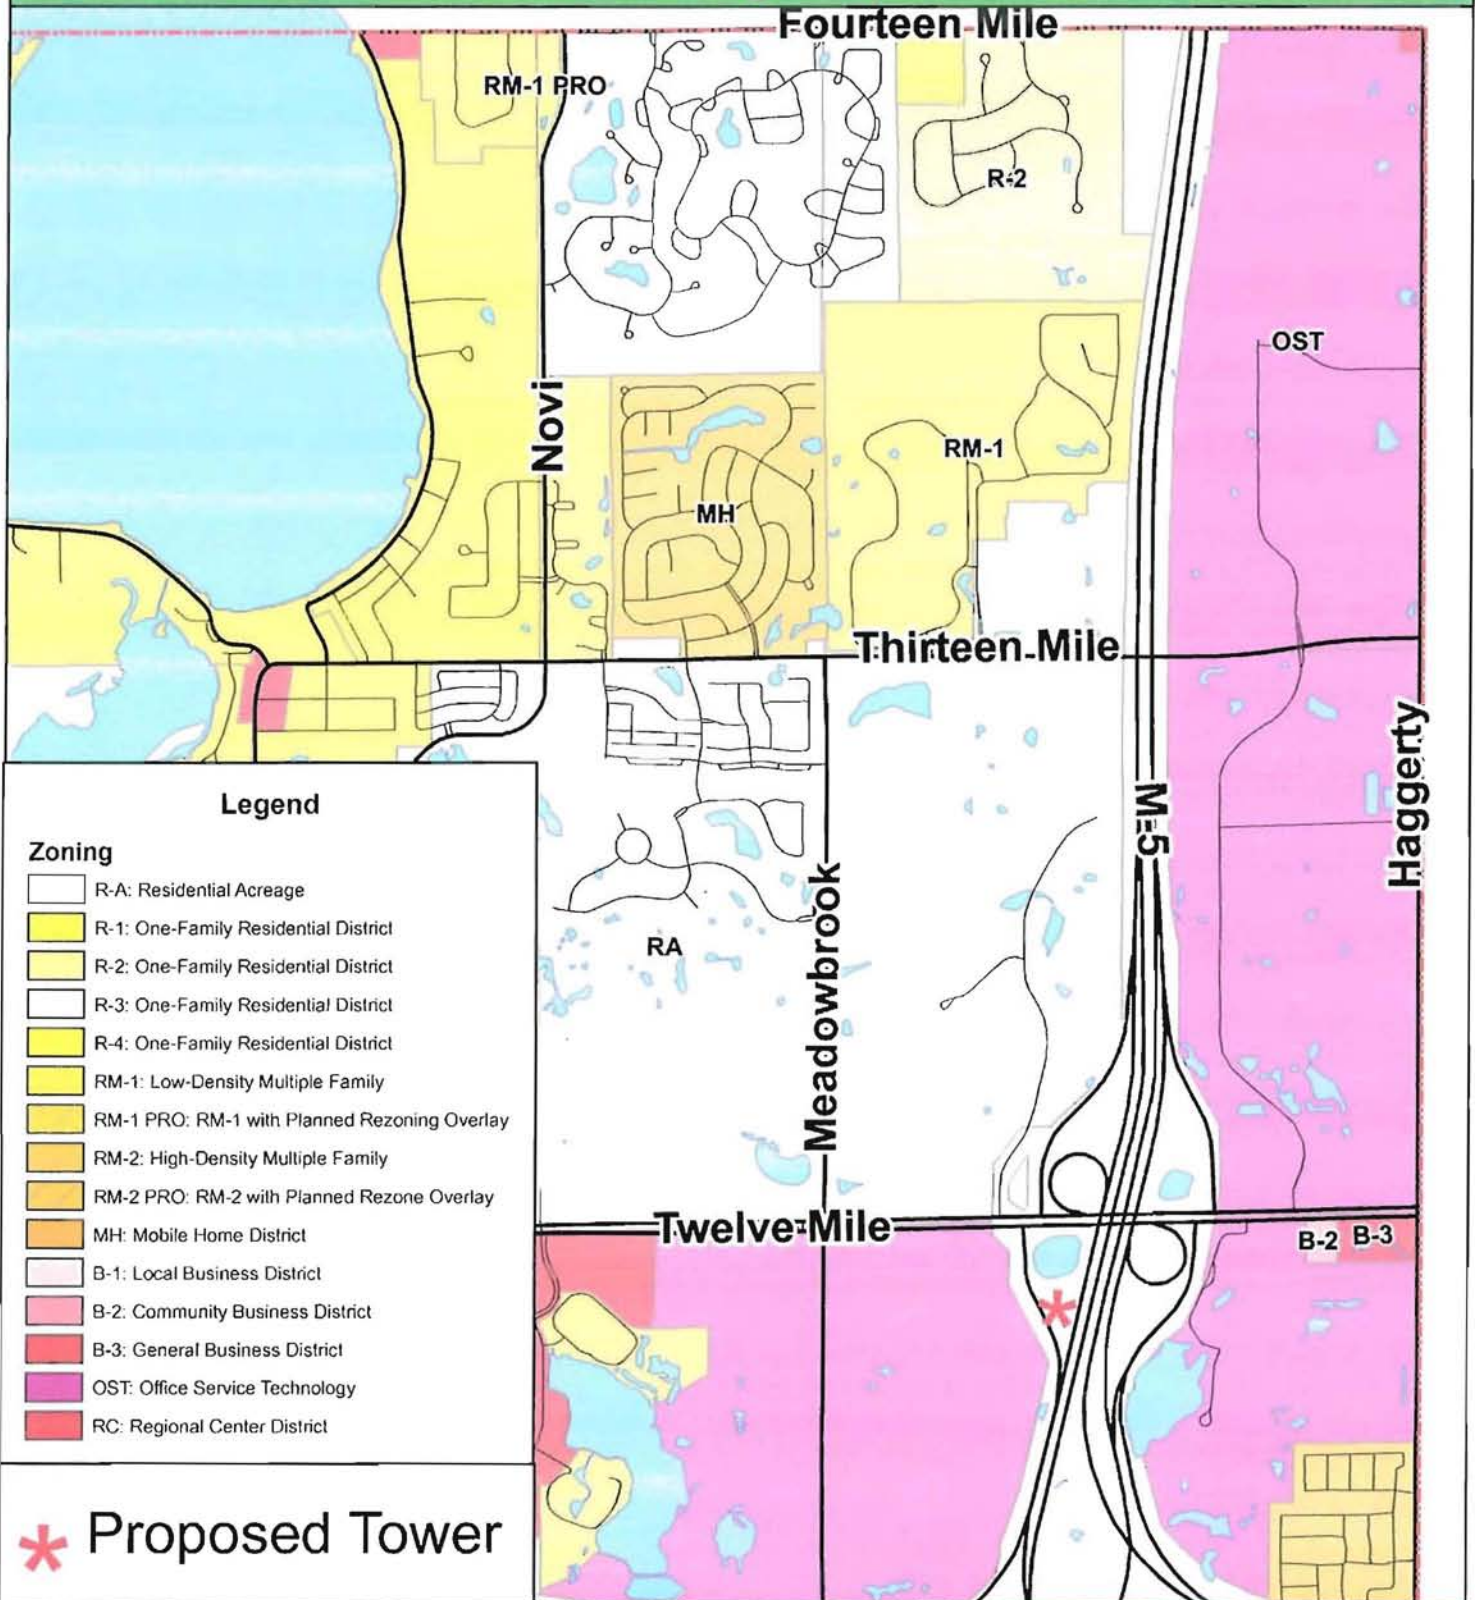 Fourteen Mile
RM-1 PRO
R-2
OST
Novi
RM-1
MH
Thirteen Mile
Haggerty
M-5
Legend
Zoning
R-A: Residential Acreage
R-1: One-Family Residential District
R-2: One-Family Residential District
R-3: One-Family Residential District
R-4: One-Family Residential District
RM-1: Low-Density Multiple Family
RM-1 PRO: RM-1 with Planned Rezoning Overlay
RM-2: High-Density Multiple Family
RM-2 PRO: RM-2 with Planned Rezone Overlay
MH: Mobile Home District
B-1: Local Business District
B-2: Community Business District
B-3: General Business District
OST: Office Service Technology
RC: Regional Center District
RA
Meadowbrook
Twelve Mile
B-2
B-3
* Proposed Tower